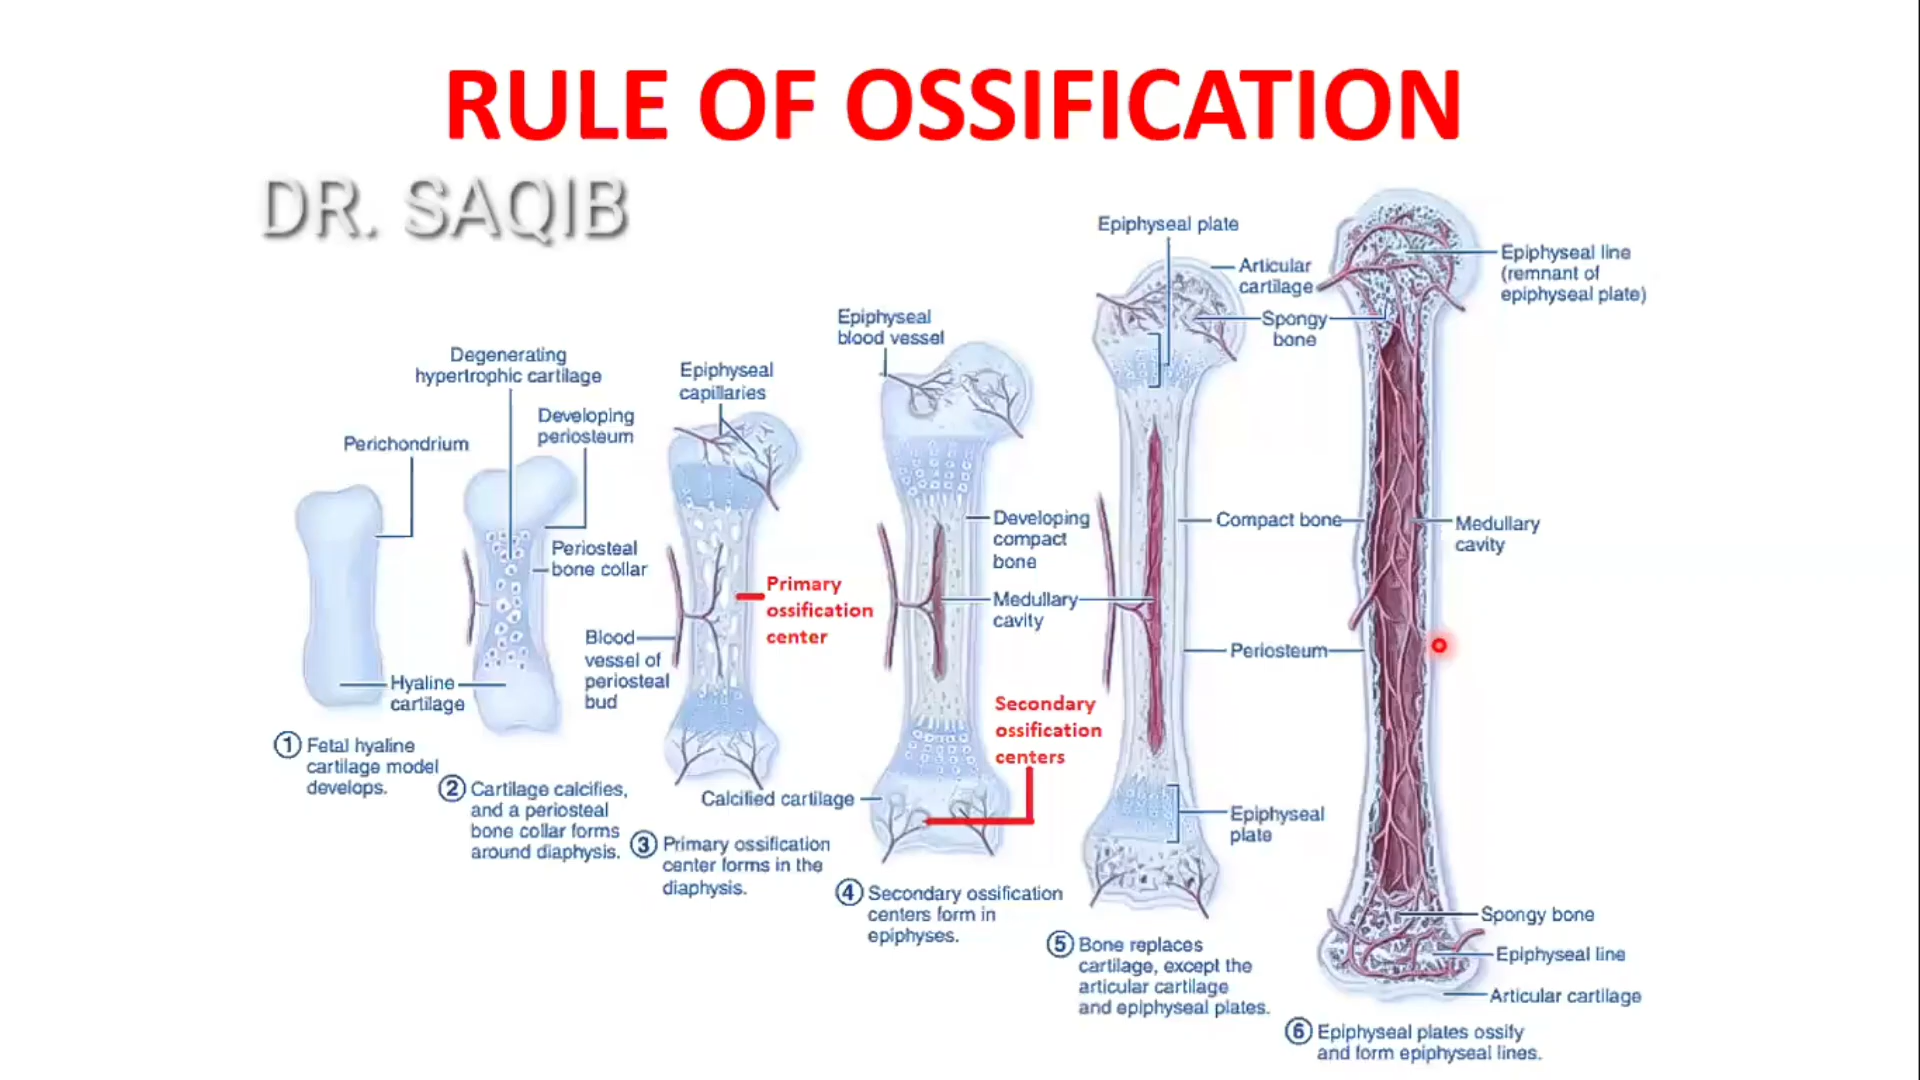 RULE OF OSSIFICATION
DR. SAQIB
Perichondrium
Hyaline
cartilage
1 Fetal hyaline
cartilage model
develops.
Degenerating
hypertrophic cartilage
Developing
periosteum
Periosteal
bone collar
2 Cartilage calcifies,
and a periosteal
bone collar forms
around diaphysis.
Epiphyseal
capillaries
Primary
ossification
center
Blood
vessel of
periosteal
bud
3 Primary ossification
center forms in the
diaphysis.
Epiphyseal
blood vessel
Developing
compact
bone
Medullary
cavity
Secondary
ossification
centers
Calcified cartilage
4 Secondary ossification
centers form in
epiphyses.
Epiphyseal plate
Articular
cartilage
Spongy
bone
Compact bone
Periosteum
Epiphyseal
plate
5 Bone replaces
cartilage, except the
articular cartilage
and epiphyseal plates.
Epiphyseal line
(remnant of
epiphyseal plate)
Medullary
cavity
Spongy bone
Epiphyseal line
Articular cartilage
6 Epiphyseal plates ossify
and form epiphyseal lines.